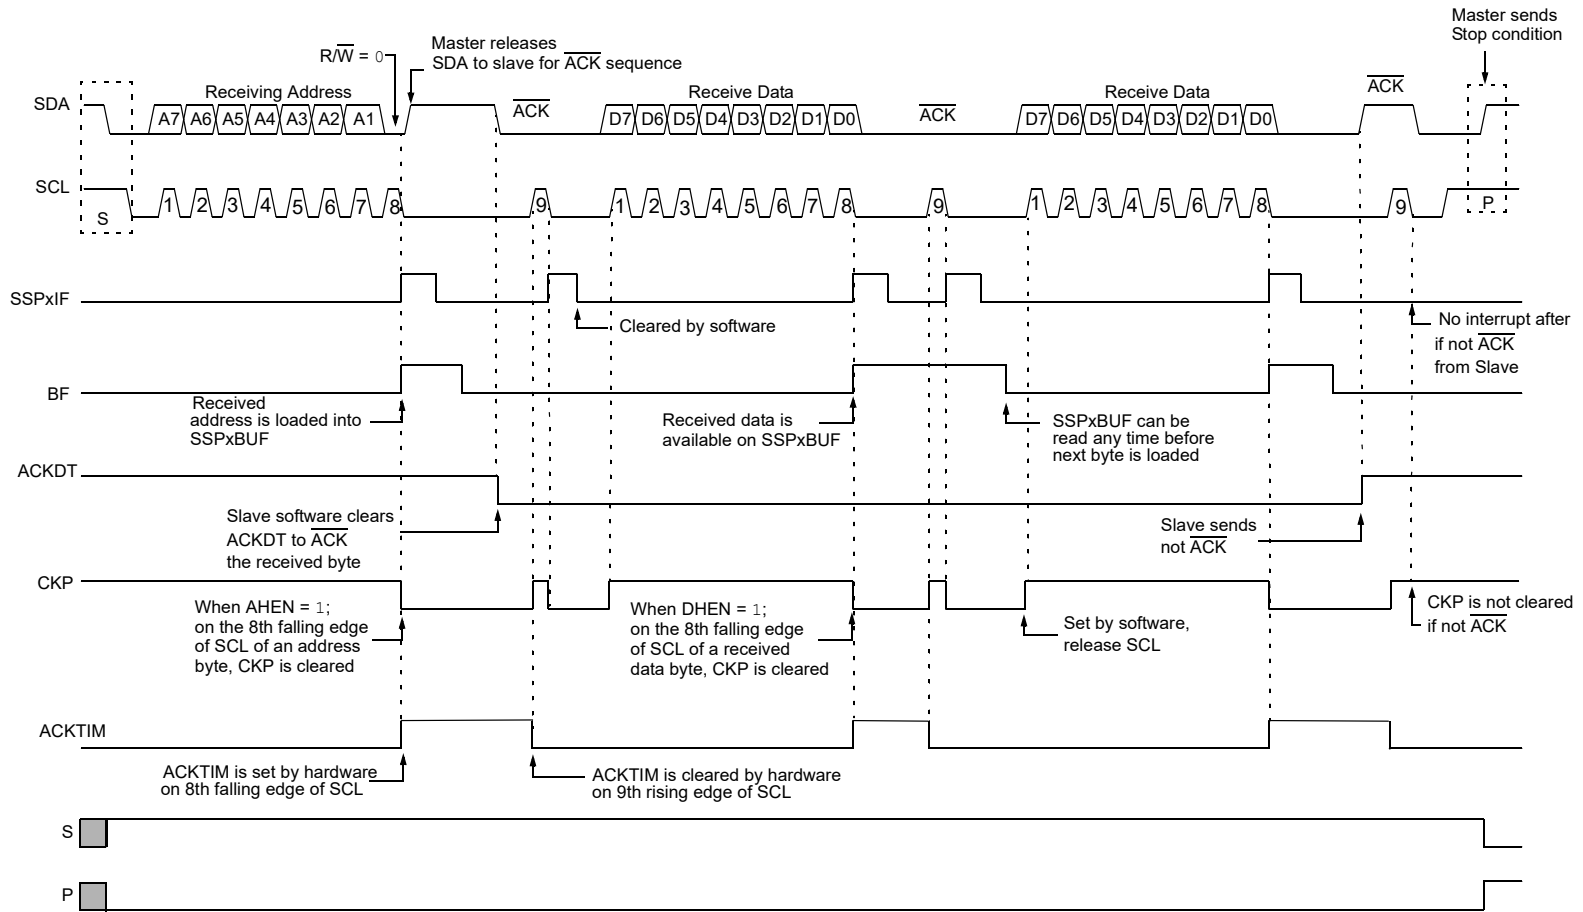 Master sends
Stop condition
R/W = 0
Master releases
SDA to slave for ACK sequence
SDA
Receiving Address
A7 A6 A5 A4 A3 A2 A1
ACK
Receive Data
D7 D6 D5 D4 D3 D2 D1 D0
ACK
Receive Data
D7 D6 D5 D4 D3 D2 D1 D0
ACK
SCL
S
1 2 3 4 5 6 7 8 9 1 2 3 4 5 6 7 8 9 1 2 3 4 5 6 7 8 9
P
SSPxIF
Cleared by software
No interrupt after
if not ACK
from Slave
BF
Received
address is loaded into
SSPxBUF
Received data is
available on SSPxBUF
SSPxBUF can be
read any time before
next byte is loaded
ACKDT
Slave software clears
ACKDT to ACK
the received byte
Slave sends
not ACK
CKP
When AHEN = 1;
on the 8th falling edge
of SCL of an address
byte, CKP is cleared
When DHEN = 1;
on the 8th falling edge
of SCL of a received
data byte, CKP is cleared
Set by software,
release SCL
CKP is not cleared
if not ACK
ACKTIM
ACKTIM is set by hardware
on 8th falling edge of SCL
ACKTIM is cleared by hardware
on 9th rising edge of SCL
S
P